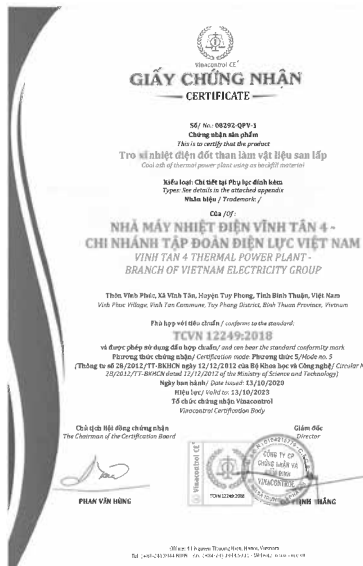 Vinacontrol CE
GIẤY CHỨNG NHẬN
CERTIFICATE
Số/ No.: 08292-QPV-1
Chứng nhận sản phẩm
This is to certify that the product
Tro xỉ nhiệt điện đốt than làm vật liệu san lấp
Coal ash of thermal power plant using as backfill material
Kiểu loại: Chi tiết tại Phụ lục đính kèm
Types: See details in the attached appendix
Nhãn hiệu / Trademark: /
Của /Of:
NHÀ MÁY NHIỆT ĐIỆN VĨNH TÂN 4 -
CHI NHÁNH TẬP ĐOÀN ĐIỆN LỰC VIỆT NAM
VINH TAN 4 THERMAL POWER PLANT -
BRANCH OF VIETNAM ELECTRICITY GROUP
Thôn Vĩnh Phúc, Xã Vĩnh Tân, Huyện Tuy Phong, Tỉnh Bình Thuận, Việt Nam
Vinh Phuc Village, Vinh Tan Commune, Tuy Phong District, Binh Thuan Province, Vietnam
Phù hợp với tiêu chuẩn / conforms to the standard:
TCVN 12249:2018
và được phép sử dụng dấu hợp chuẩn/ and can bear the standard conformity mark
Phương thức chứng nhận/ Certification mode: Phương thức 5/Mode no. 5
(Thông tư số 28/2012/TT-BKHCN ngày 12/12/2012 của Bộ Khoa học và Công nghệ/ Circular N
28/2012/TT-BKHCN dated 12/12/2012 of the Ministry of Science and Technology)
Ngày ban hành/ Date issued: 13/10/2020
Hiệu lực/ Valid to: 13/10/2023
Tổ chức chứng nhận Vinacontrol
Vinacontrol Certification Body
Chủ tịch hội đồng chứng nhận
The Chairman of the Certification Board
Giám đốc
Director
Vinacontrol CE
TCVN 12249:2018
CÔNG TY CP
CHỨNG NHẬN VÀ
KIỂM ĐỊNH
VINACONTROL
PHAN VĂN HÙNG
THẮNG